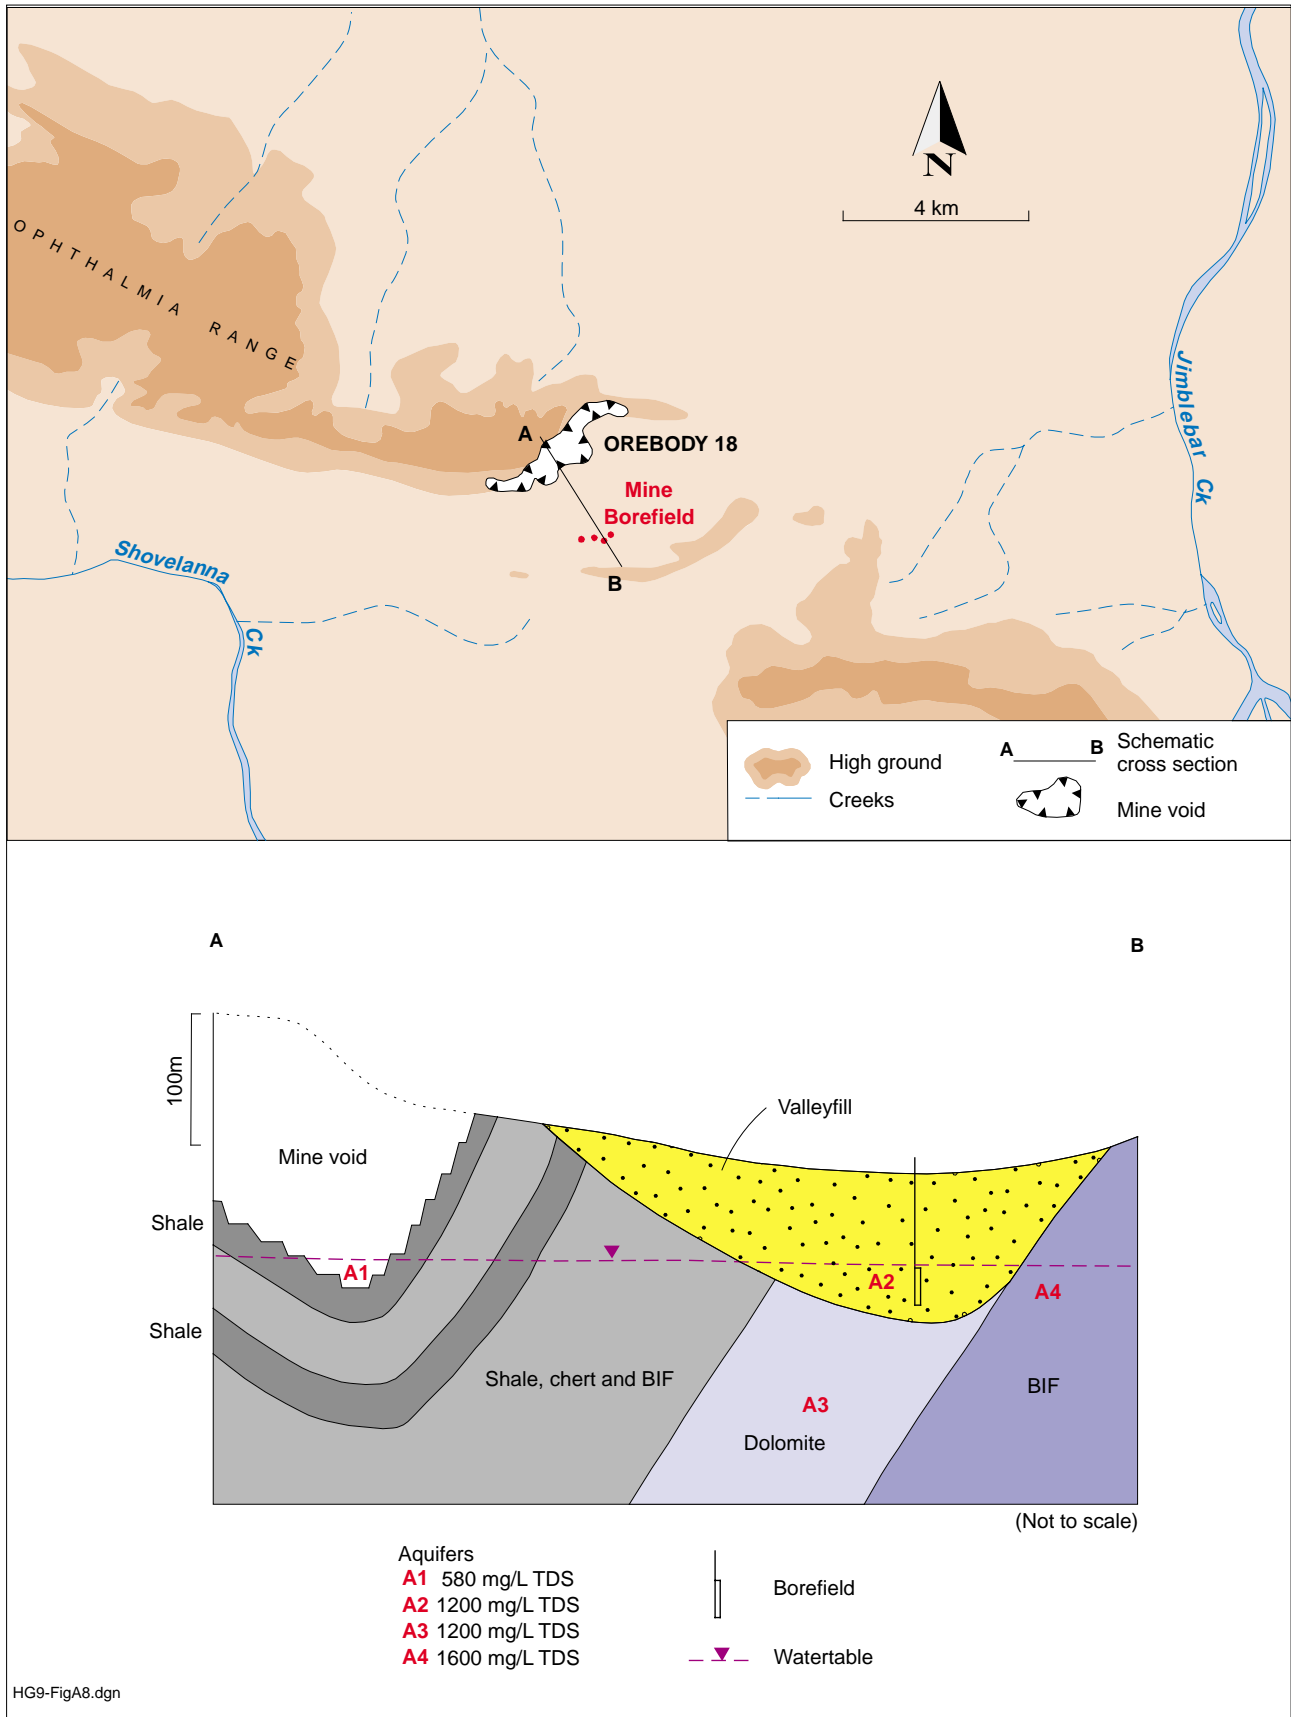 N
4 km
OPHTHALMIA RANGE
Jimblebar Ck
A
OREBODY 18
Mine
Borefield
B
Shovelanna Ck
High ground
Creeks
A B Schematic
cross section
Mine void
A B
100m
Valleyfill
Mine void
Shale
A1
A2
A4
Shale
Shale, chert and BIF
BIF
A3
Dolomite
(Not to scale)
Aquifers
A1 580 mg/L TDS
A2 1200 mg/L TDS
A3 1200 mg/L TDS
A4 1600 mg/L TDS
Borefield
Watertable
HG9-FigA8.dgn